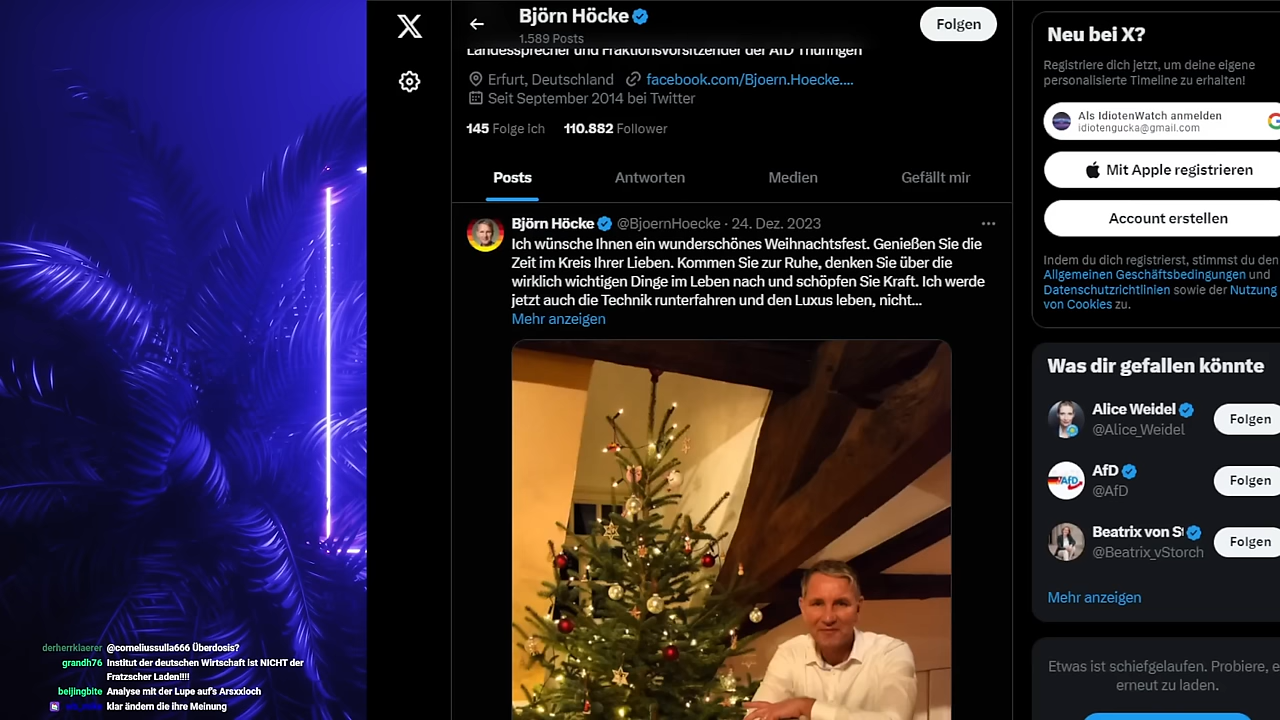 Björn Höcke
1.589 Posts
Folgen
Landessprecher und Fraktionsvorsitzender der AfD Thüringen
Erfurt, Deutschland facebook.com/Bjoern.Hoecke....
Seit September 2014 bei Twitter
145 Folge ich 110.882 Follower
Posts Antworten Medien Gefällt mir
Björn Höcke @BjoernHoecke · 24. Dez. 2023
Ich wünsche Ihnen ein wunderschönes Weihnachtsfest. Genießen Sie die
Zeit im Kreis Ihrer Lieben. Kommen Sie zur Ruhe, denken Sie über die
wirklich wichtigen Dinge im Leben nach und schöpfen Sie Kraft. Ich werde
jetzt auch die Technik runterfahren und den Luxus leben, nicht...
Mehr anzeigen
Neu bei X?
Registriere dich jetzt, um deine eigene
personalisierte Timeline zu erhalten!
Als IdiotenWatch anmelden
idiotengucka@gmail.com
Mit Apple registrieren
Account erstellen
Indem du dich registrierst, stimmst du den
Allgemeinen Geschäftsbedingungen und
Datenschutzrichtlinien sowie der Nutzung
von Cookies zu.
Was dir gefallen könnte
Alice Weidel
@Alice_Weidel
Folgen
AfD
@AfD
Folgen
Beatrix von St
@Beatrix_vStorch
Folgen
Mehr anzeigen
Etwas ist schiefgelaufen. Probiere, e
erneut zu laden.
derherrklaerer @corneliussulla666 Überdosis?
grandh76 Institut der deutschen Wirtschaft ist NICHT der
Fratzscher Laden!!!!
beijingbite Analyse mit der Lupe auf's Arsxxloch
klar ändern die ihre Meinung